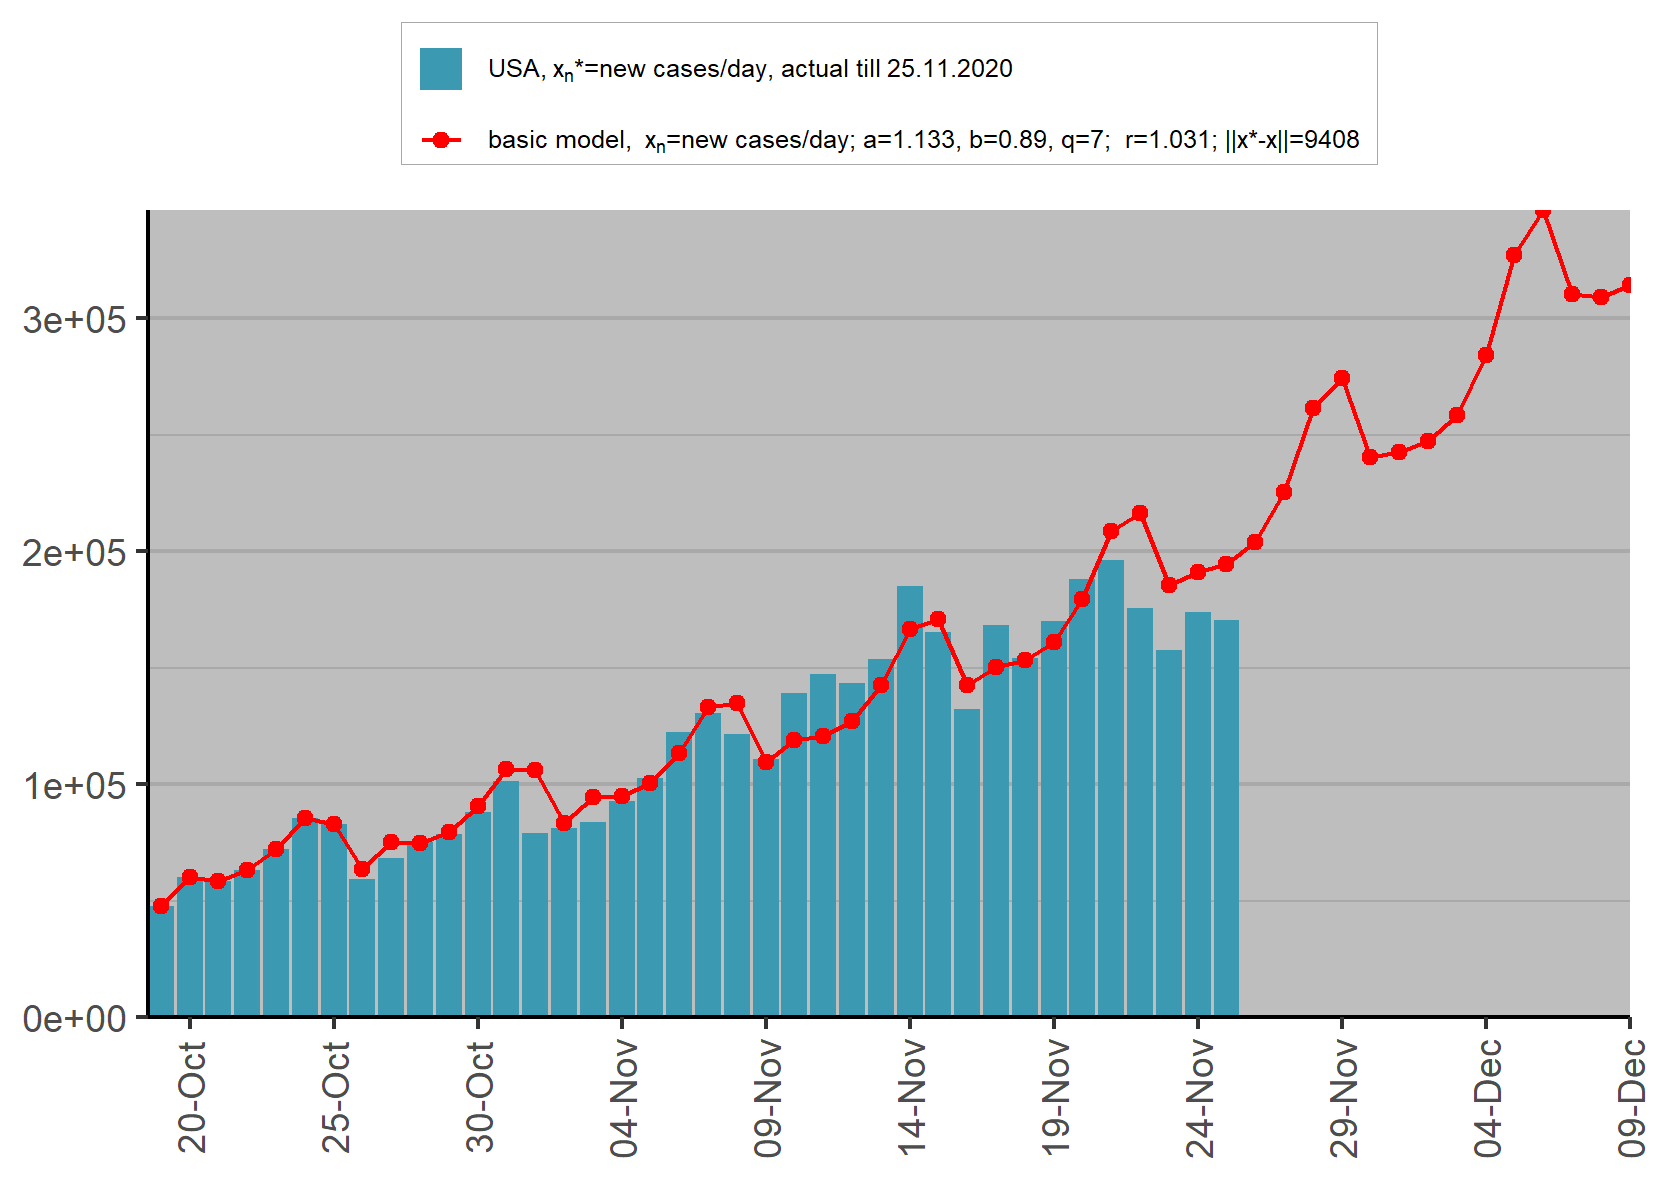 USA, xₙ*=new cases/day, actual till 25.11.2020
basic model,  xₙ=new cases/day; a=1.133, b=0.89, q=7;  r=1.031; ||x*-x||=9408
3e+05
2e+05
1e+05
0e+00
20-Oct
25-Oct
30-Oct
04-Nov
09-Nov
14-Nov
19-Nov
24-Nov
29-Nov
04-Dec
09-Dec